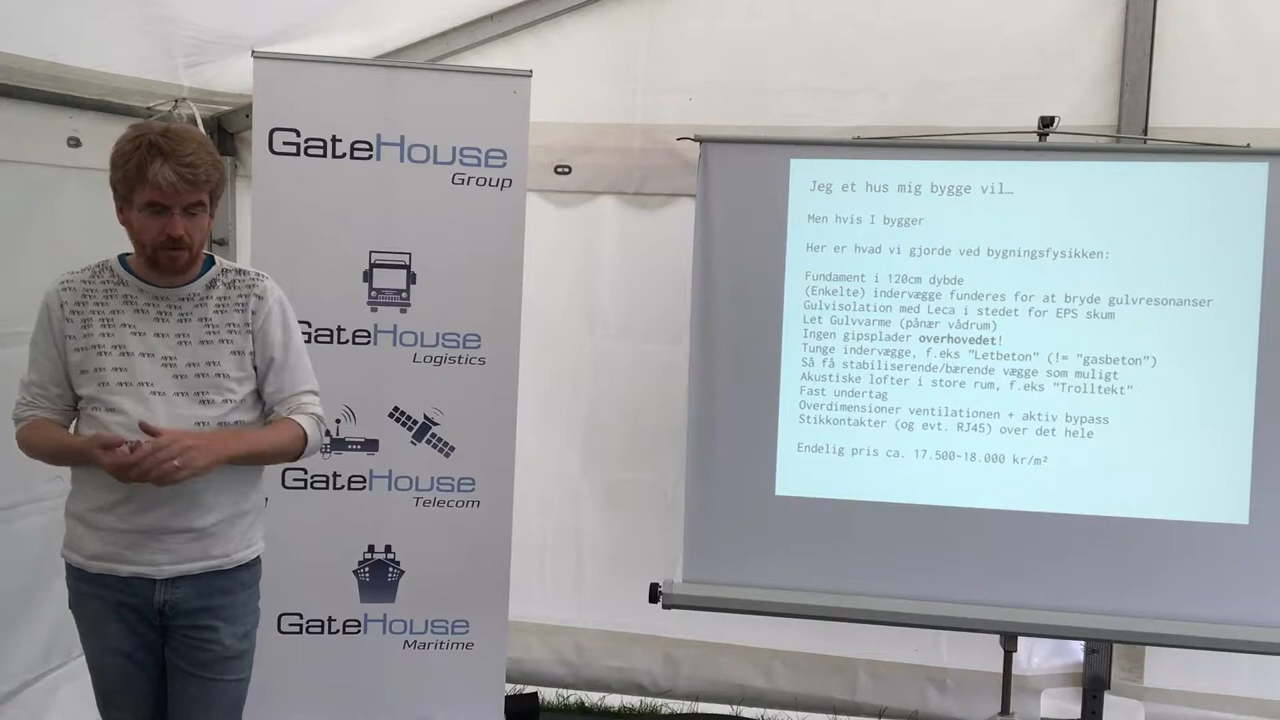 GateHouse
Group
GateHouse
Logistics
GateHouse
Telecom
GateHouse
Maritime
Jeg et hus mig bygge vil…
Men hvis I bygger
Her er hvad vi gjorde ved bygningsfysikken:
Fundament i 120cm dybde
(Enkelte) indervægge funderes for at bryde gulvresonanser
Gulvisolation med Leca i stedet for EPS skum
Let Gulvvarme (pånær vådrum)
Ingen gipsplader overhovedet!
Tunge indervægge, f.eks "Letbeton" (!= "gasbeton")
Så få stabiliserende/bærende vægge som muligt
Akustiske lofter i store rum, f.eks "Trolltekt"
Fast undertag
Overdimensioner ventilationen + aktiv bypass
Stikkontakter (og evt. RJ45) over det hele
Endelig pris ca. 17.500-18.000 kr/m²